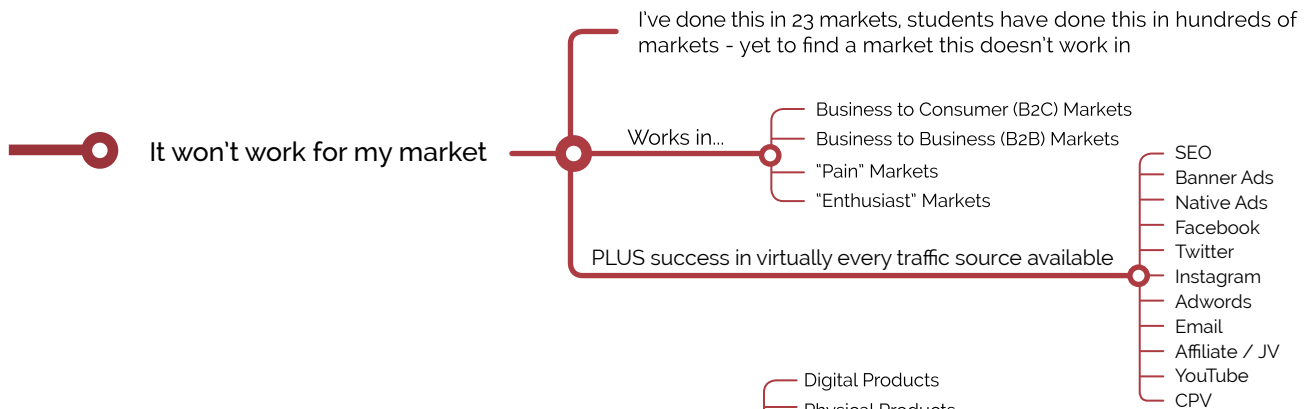 I've done this in 23 markets, students have done this in hundreds of
markets - yet to find a market this doesn't work in
It won't work for my market
Works in...
Business to Consumer (B2C) Markets
Business to Business (B2B) Markets
"Pain" Markets
"Enthusiast" Markets
PLUS success in virtually every traffic source available
SEO
Banner Ads
Native Ads
Facebook
Twitter
Instagram
Adwords
Email
Affiliate / JV
YouTube
CPV
Digital Products
Physical Products